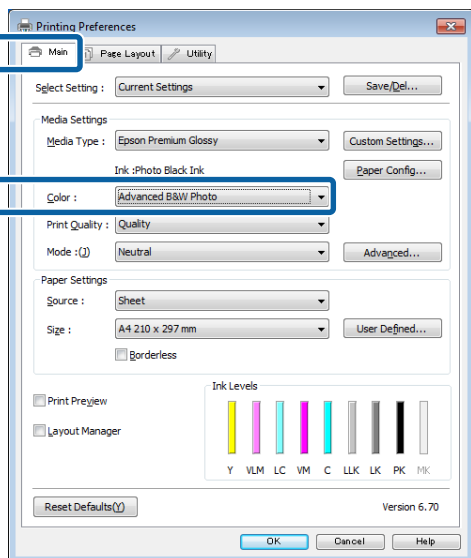 Printing Preferences
Main Page Layout Utility
Select Setting : Current Settings Save/Del...
Media Settings
Media Type : Epson Premium Glossy Custom Settings...
Ink :Photo Black Ink Paper Config...
Color : Advanced B&W Photo
Print Quality : Quality
Mode :(J) Neutral Advanced...
Paper Settings
Source : Sheet
Size : A4 210 x 297 mm User Defined...
Borderless
Ink Levels
Print Preview
Layout Manager
Y VLM LC VM C LLK LK PK MK
Reset Defaults(Y) Version 6.70
OK Cancel Help